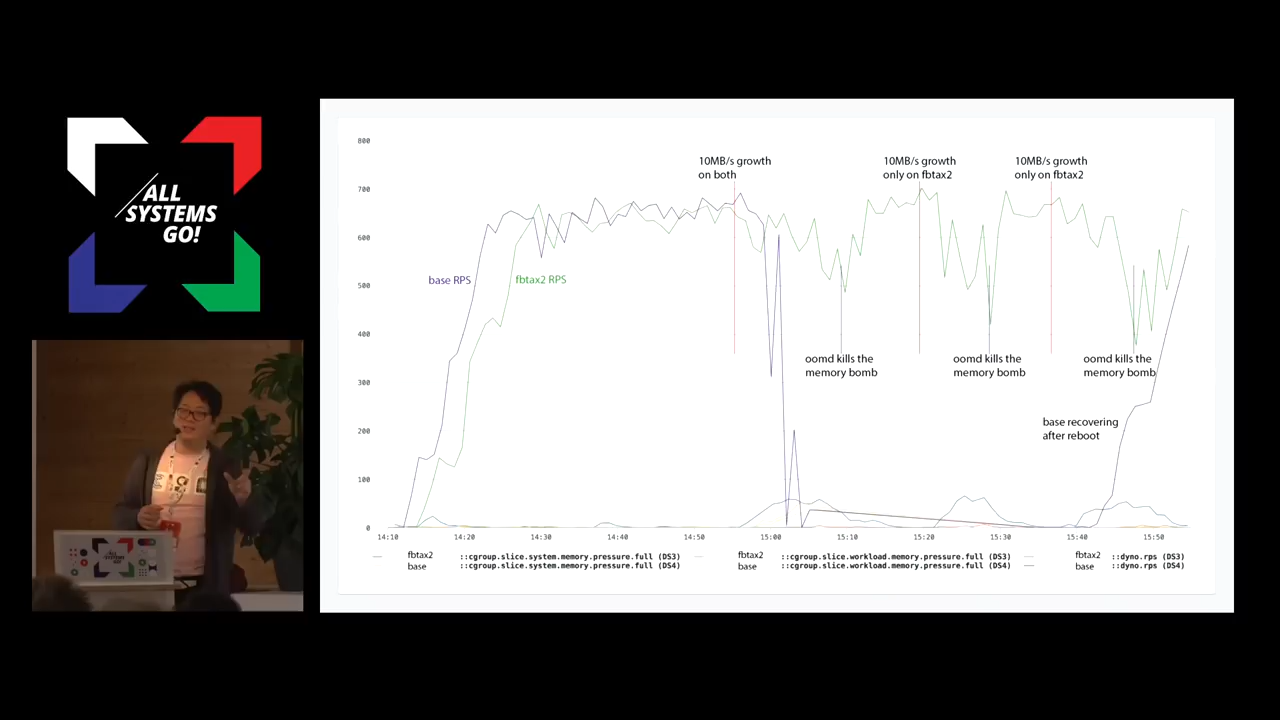 ALL
SYSTEMS
GO!
800
700
600
500
400
300
200
100
0
10MB/s growth
on both
10MB/s growth
only on fbtax2
10MB/s growth
only on fbtax2
base RPS
fbtax2 RPS
oomd kills the
memory bomb
oomd kills the
memory bomb
oomd kills the
memory bomb
base recovering
after reboot
14:10
14:20
14:30
14:40
14:50
15:00
15:10
15:20
15:30
15:40
15:50
fbtax2 ::cgroup.slice.system.memory.pressure.full (DS3)
base ::cgroup.slice.system.memory.pressure.full (DS4)
fbtax2 ::cgroup.slice.workload.memory.pressure.full (DS3)
base ::cgroup.slice.workload.memory.pressure.full (DS4)
fbtax2 ::dyno.rps (DS3)
base ::dyno.rps (DS4)